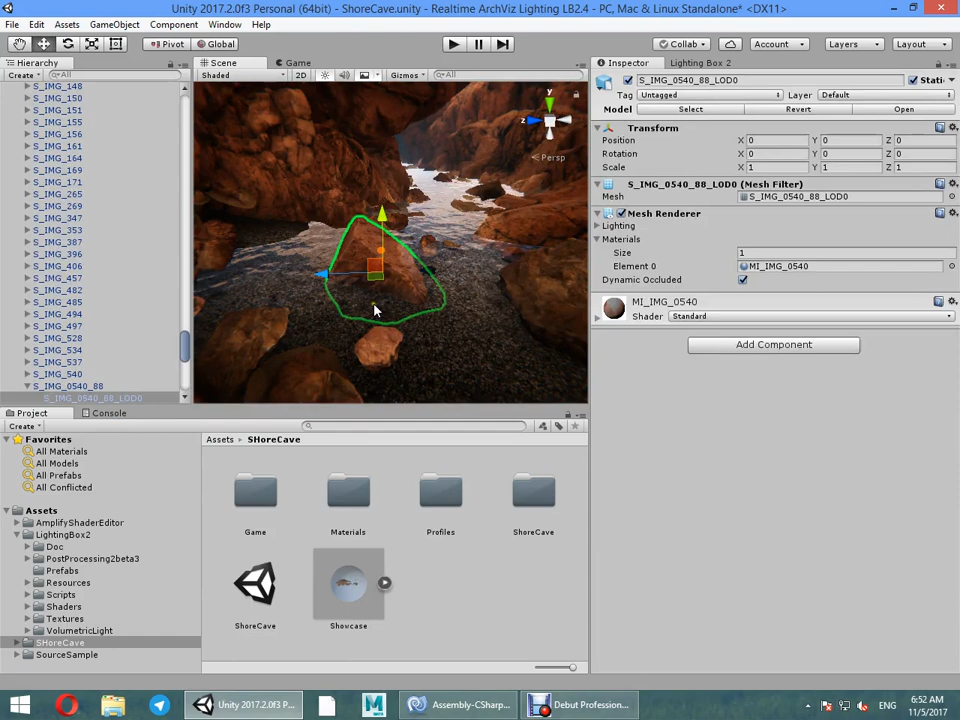 Unity 2017.2.0f3 Personal (64bit) - ShoreCave.unity - Realtime ArchViz Lighting LB2.4 - PC, Mac & Linux Standalone* <DX11>
File Edit Assets GameObject Component Window Help
Pivot Global Collab Account Layers Layout
Hierarchy Scene Game Inspector Lighting Box 2
Create All Shaded 2D Gizmos All
S_IMG_148
S_IMG_150
S_IMG_151
S_IMG_155
S_IMG_156
S_IMG_161
S_IMG_164
S_IMG_169
S_IMG_171
S_IMG_265
S_IMG_269
S_IMG_347
S_IMG_353
S_IMG_387
S_IMG_396
S_IMG_406
S_IMG_457
S_IMG_482
S_IMG_485
S_IMG_494
S_IMG_497
S_IMG_528
S_IMG_534
S_IMG_537
S_IMG_540
S_IMG_0540_88
S_IMG_0540_88_LOD0
y
z
Persp
S_IMG_0540_88_LOD0 Stati
Tag Untagged Layer Default
Model Select Revert Open
Transform
Position X 0 Y 0 Z 0
Rotation X 0 Y 0 Z 0
Scale X 1 Y 1 Z 1
S_IMG_0540_88_LOD0 (Mesh Filter)
Mesh S_IMG_0540_88_LOD0
Mesh Renderer
Lighting
Materials
Size 1
Element 0 MI_IMG_0540
Dynamic Occluded
MI_IMG_0540
Shader Standard
Add Component
Project Console
Create
Favorites
All Materials
All Models
All Prefabs
All Conflicted
Assets
AmplifyShaderEditor
LightingBox2
Doc
PostProcessing2beta3
Prefabs
Resources
Scripts
Shaders
Textures
VolumetricLight
SHoreCave
SourceSample
Assets SHoreCave
Game Materials Profiles ShoreCave
ShoreCave Showcase
Unity 2017.2.0f3 P... Assembly-CSharp... Debut Profession...
ENG
6:52 AM
11/5/2017